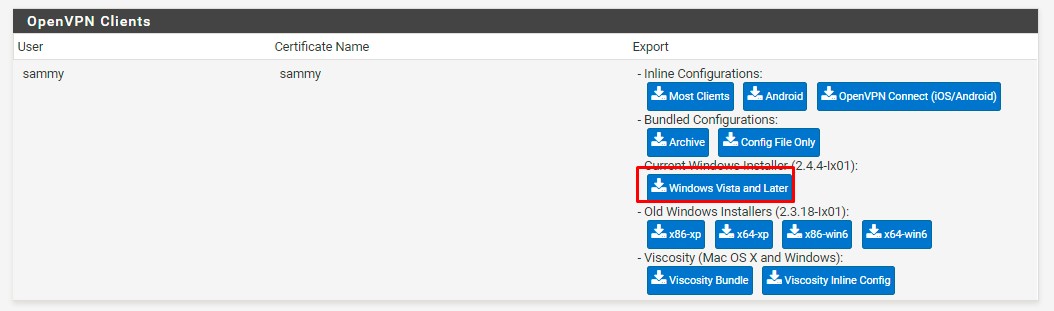 OpenVPN Clients
User Certificate Name Export
sammy sammy - Inline Configurations:
Most Clients Android OpenVPN Connect (iOS/Android)
- Bundled Configurations:
Archive Config File Only
- Current Windows Installer (2.4.4-Ix01):
Windows Vista and Later
- Old Windows Installers (2.3.18-Ix01):
x86-xp x64-xp x86-win6 x64-win6
- Viscosity (Mac OS X and Windows):
Viscosity Bundle Viscosity Inline Config